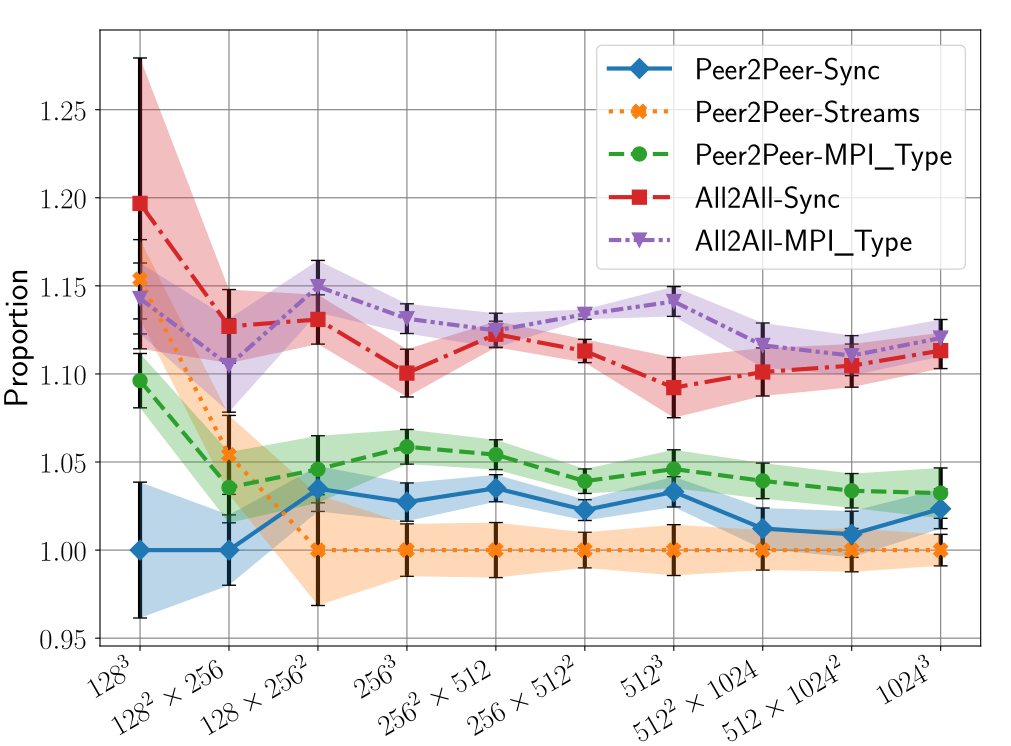 Proportion
1.25
1.20
1.15
1.10
1.05
1.00
0.95
Peer2Peer-Sync
Peer2Peer-Streams
Peer2Peer-MPI_Type
All2All-Sync
All2All-MPI_Type
128³
128² × 256
128 × 256²
256³
256² × 512
256 × 512²
512³
512² × 1024
512 × 1024²
1024³